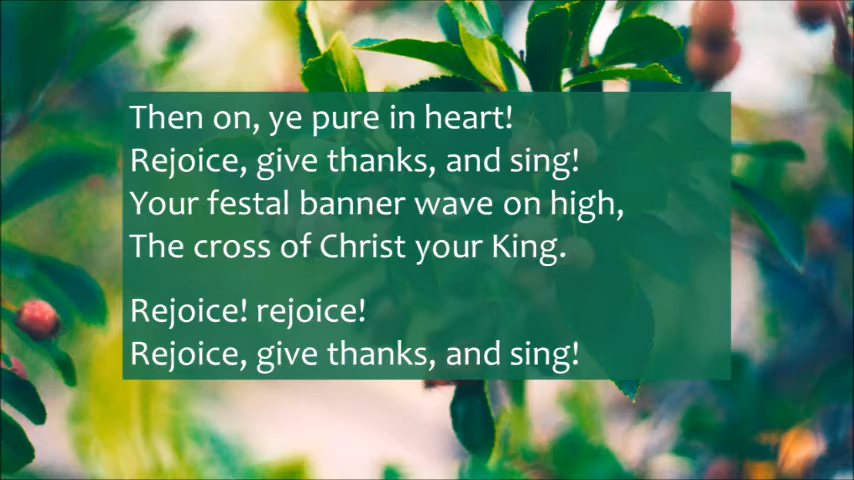 Then on, ye pure in heart!
Rejoice, give thanks, and sing!
Your festal banner wave on high,
The cross of Christ your King.
Rejoice! rejoice!
Rejoice, give thanks, and sing!